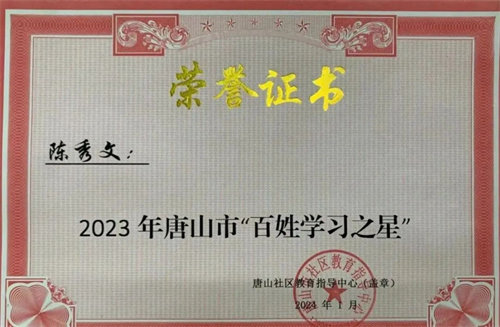 荣誉证书
陈秀文：
2023 年唐山市“百姓学习之星”
唐山社区教育指导中心（盖章）
2024 年 1 月